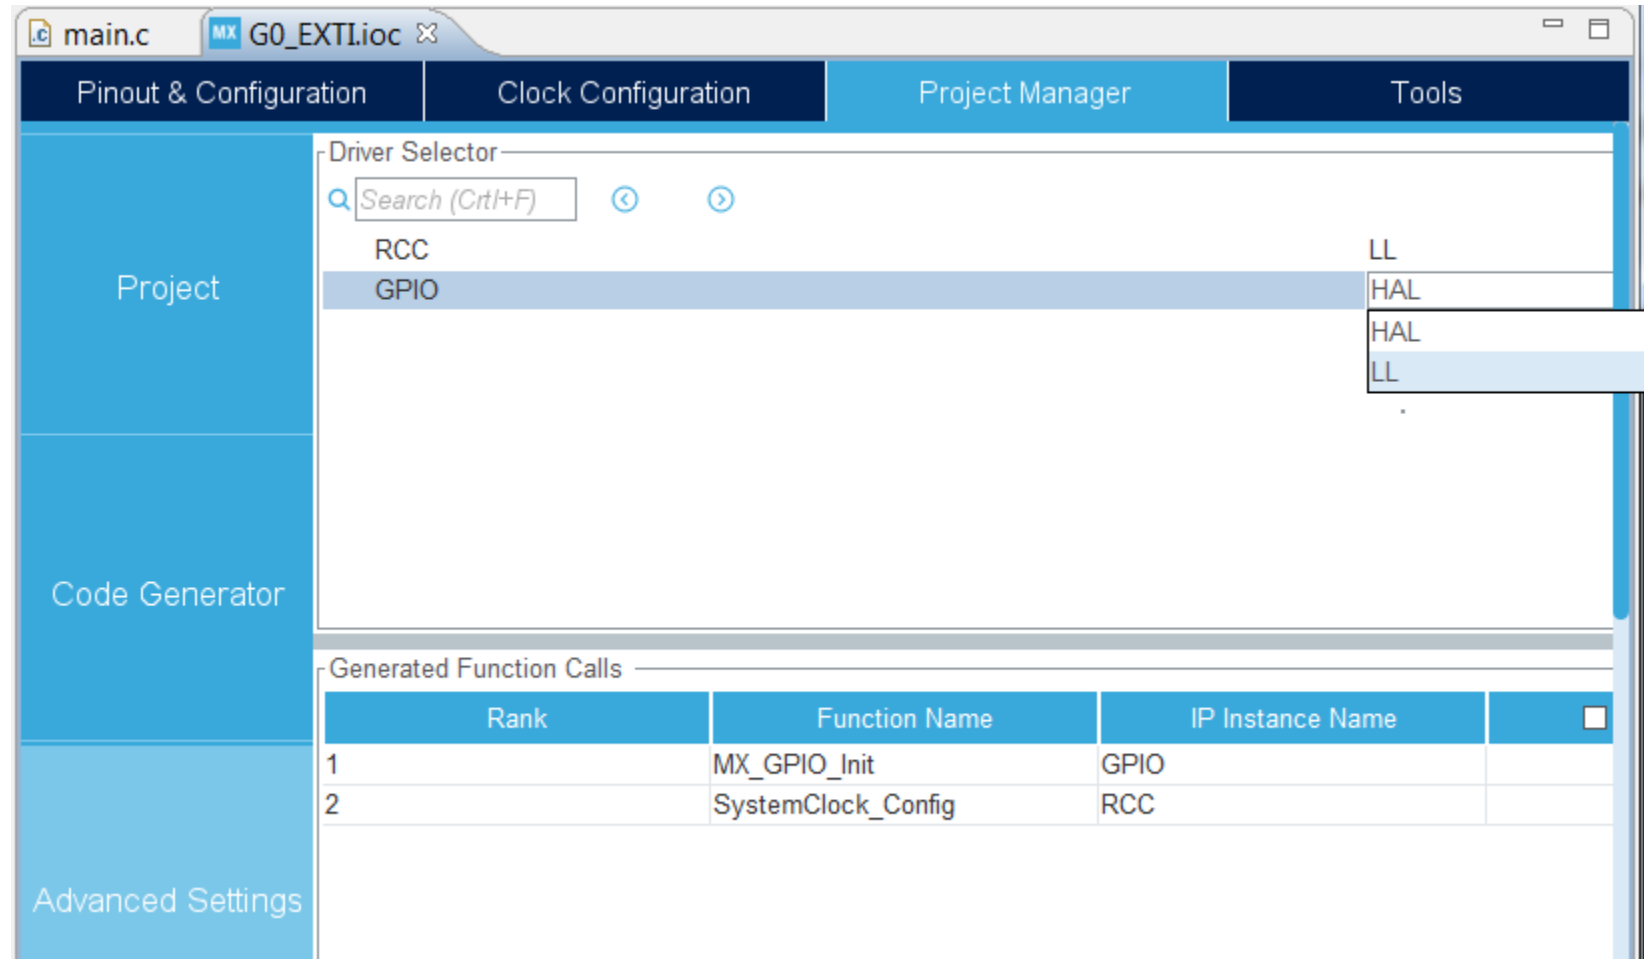 .c main.c MX G0_EXTI.ioc
Pinout & Configuration Clock Configuration Project Manager Tools
Driver Selector
Search (Crtl+F)
RCC LL
GPIO HAL
HAL
LL
Project
Code Generator
Advanced Settings
Generated Function Calls
Rank Function Name IP Instance Name
1 MX_GPIO_Init GPIO
2 SystemClock_Config RCC